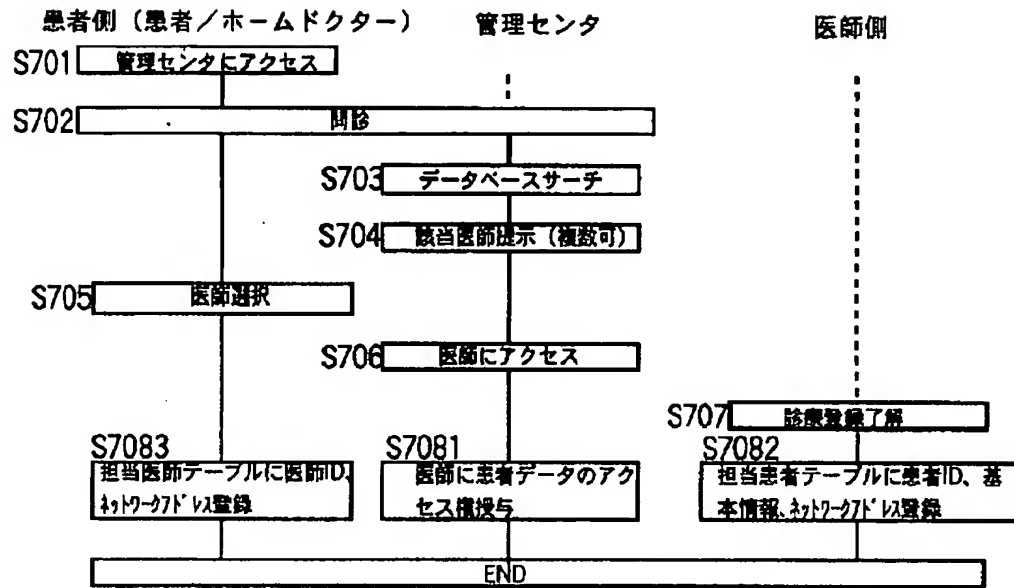 患者側（患者／ホームドクター）
管理センタ
医師側
S701
管理センタにアクセス
S702
問診
S703
データベースサーチ
S704
該当医師提示（複数可）
S705
医師選択
S706
医師にアクセス
S707
診療登録了解
S7083
担当医師テーブルに医師ID、
ネットワークアドレス登録
S7081
医師に患者データのアク
セス権授与
S7082
担当患者テーブルに患者ID、基
本情報、ネットワークアドレス登録
END